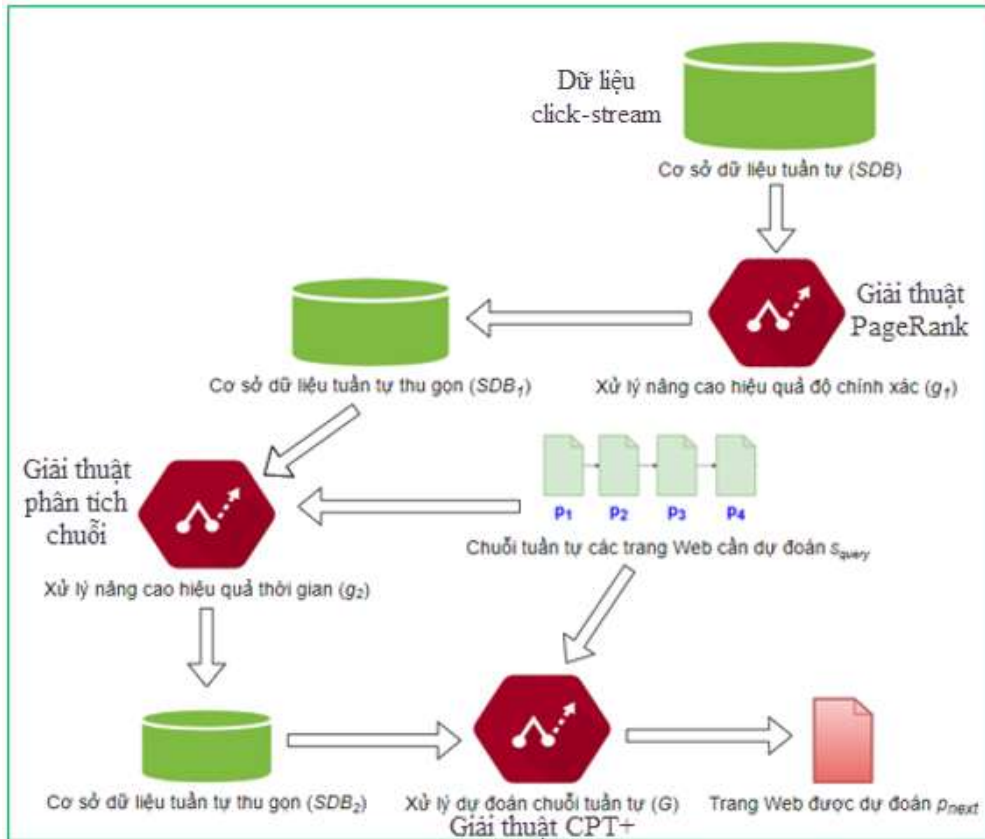 Dữ liệu
click-stream
Cơ sở dữ liệu tuần tự (SDB)
Giải thuật
PageRank
Cơ sở dữ liệu tuần tự thu gọn (SDB₁)
Xử lý nâng cao hiệu quả độ chính xác (g₁)
Giải thuật
phân tích
chuỗi
P₁ P₂ P₃ P₄
Chuỗi tuần tự các trang Web cần dự đoán s_query
Xử lý nâng cao hiệu quả thời gian (g₂)
Cơ sở dữ liệu tuần tự thu gọn (SDB₂)
Xử lý dự đoán chuỗi tuần tự (G)
Trang Web được dự đoán p_next
Giải thuật CPT+